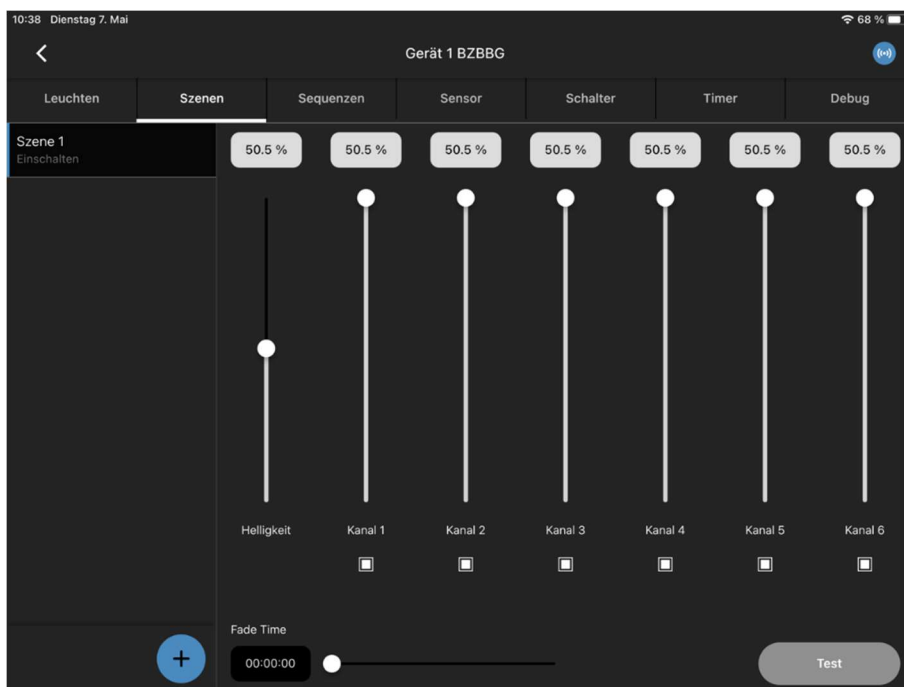 10:38 Dienstag 7. Mai 68 %
Gerät 1 BZBBG
Leuchten Szenen Sequenzen Sensor Schalter Timer Debug
Szene 1
Einschalten
50.5 % 50.5 % 50.5 % 50.5 % 50.5 % 50.5 % 50.5 %
Helligkeit Kanal 1 Kanal 2 Kanal 3 Kanal 4 Kanal 5 Kanal 6
Fade Time
+ 00:00:00 Test